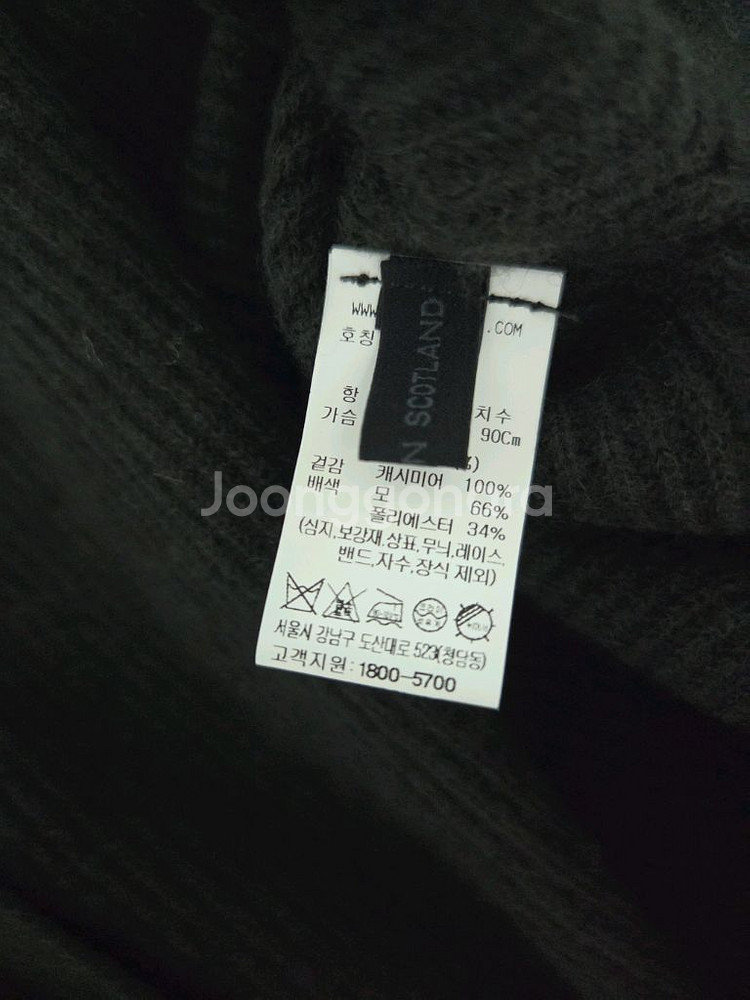 WWW .COM
호칭
항 치수
가슴 90Cm
%)
겉감 캐시미어 100%
배색 모 66%
폴리에스터 34%
(심지,보강재,상표,무늬,레이스,
밴드,자수,장식 제외)
서울시 강남구 도산대로 523(청담동)
고객지원:1800-5700
N SCOTLAND
Joonggonara